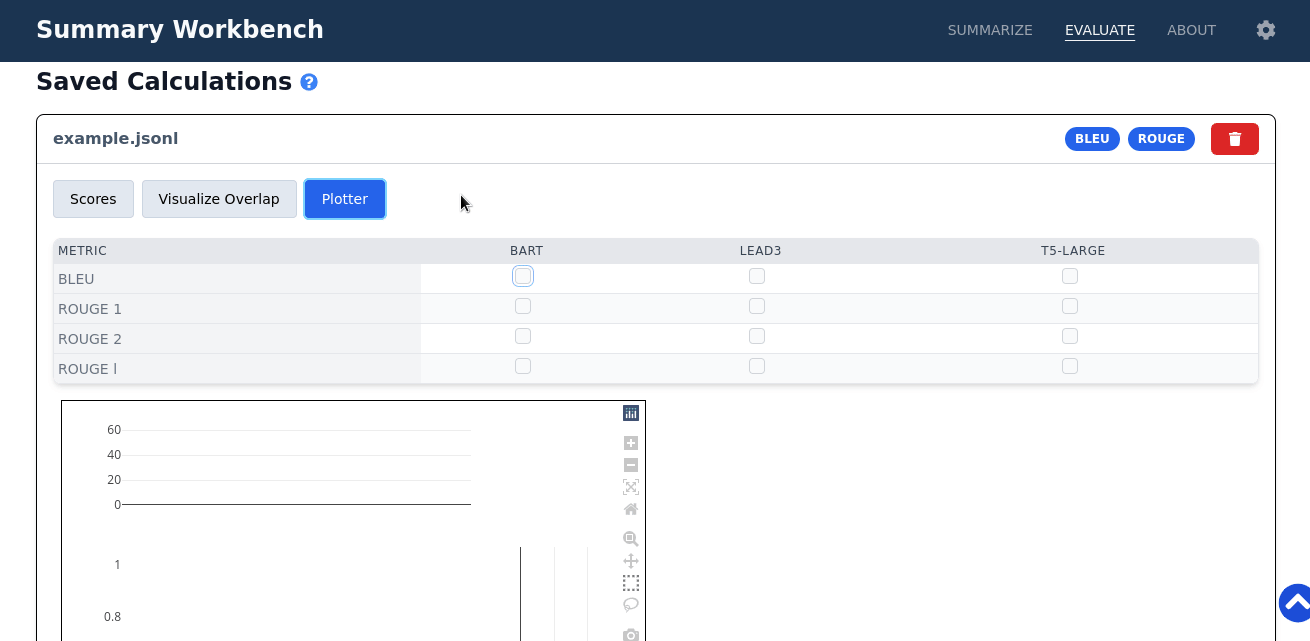 Summary Workbench
SUMMARIZE EVALUATE ABOUT
Saved Calculations ?
example.jsonl
BLEU ROUGE
Scores Visualize Overlap Plotter
METRIC BART LEAD3 T5-LARGE
BLEU
ROUGE 1
ROUGE 2
ROUGE l
60
40
20
0
1
0.8